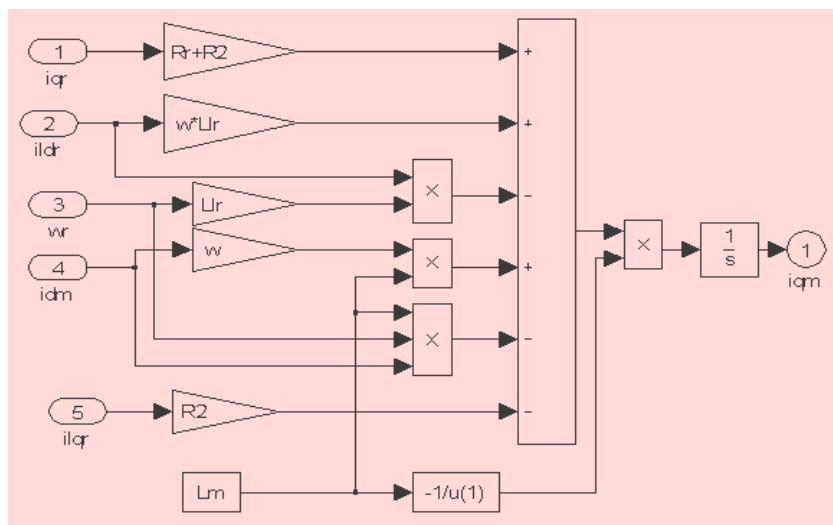 1
Rr+R2
+
iqr
2
w*Llr
+
ildr
3
Llr
×
-
wr
4
w
×
+
1
s
×
1
idm
iqm
×
-
5
R2
-
ilqr
Lm
-1/u(1)